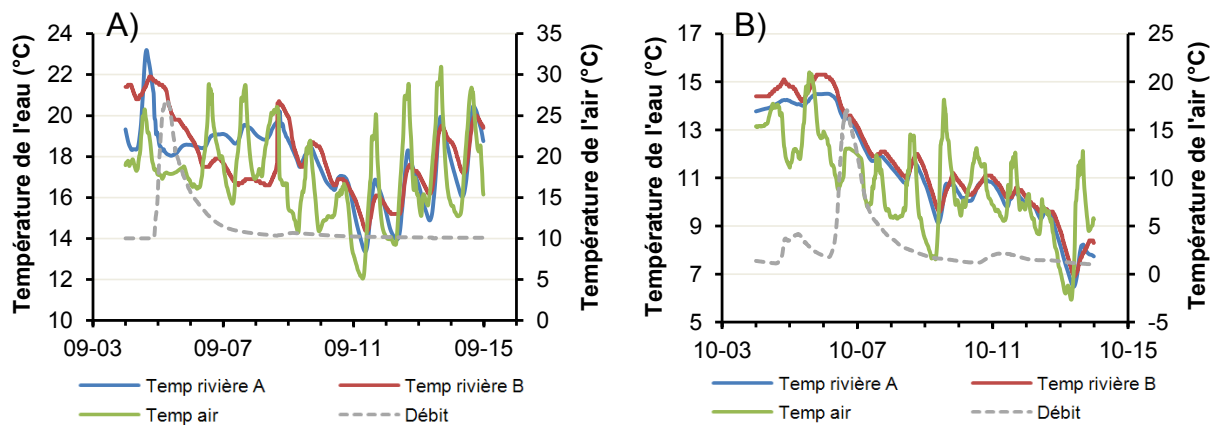 A)
Température de l'eau (°C)
24
22
20
18
16
14
12
10
35
30
25
20
15
10
5
0
Température de l'air (°C)
09-03
09-07
09-11
09-15
Temp rivière A
Temp rivière B
Temp air
Débit
B)
Température de l'eau (°C)
17
15
13
11
9
7
5
25
20
15
10
5
0
-5
Température de l'air (°C)
10-03
10-07
10-11
10-15
Temp rivière A
Temp rivière B
Temp air
Débit